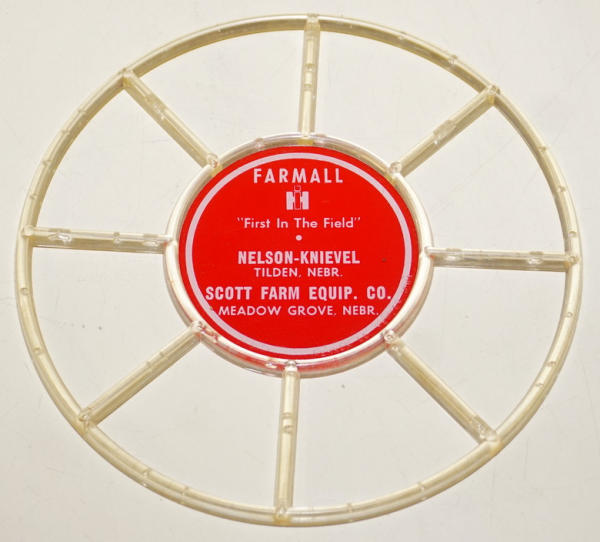 FARMALL
IH
"First In The Field"
NELSON-KNIEVEL
TILDEN, NEBR.
SCOTT FARM EQUIP. CO.
MEADOW GROVE, NEBR.